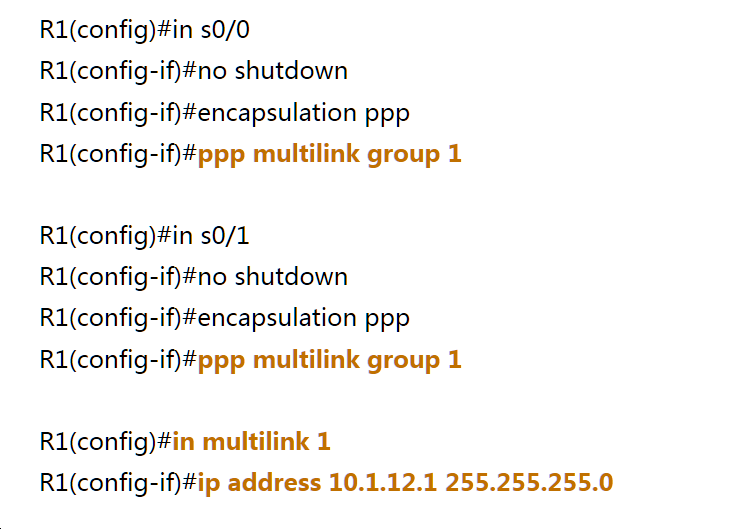 R1(config)#in s0/0
R1(config-if)#no shutdown
R1(config-if)#encapsulation ppp
R1(config-if)#ppp multilink group 1
R1(config)#in s0/1
R1(config-if)#no shutdown
R1(config-if)#encapsulation ppp
R1(config-if)#ppp multilink group 1
R1(config)#in multilink 1
R1(config-if)#ip address 10.1.12.1 255.255.255.0